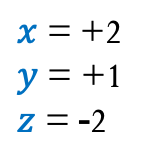 x = +2
y = +1
z = -2